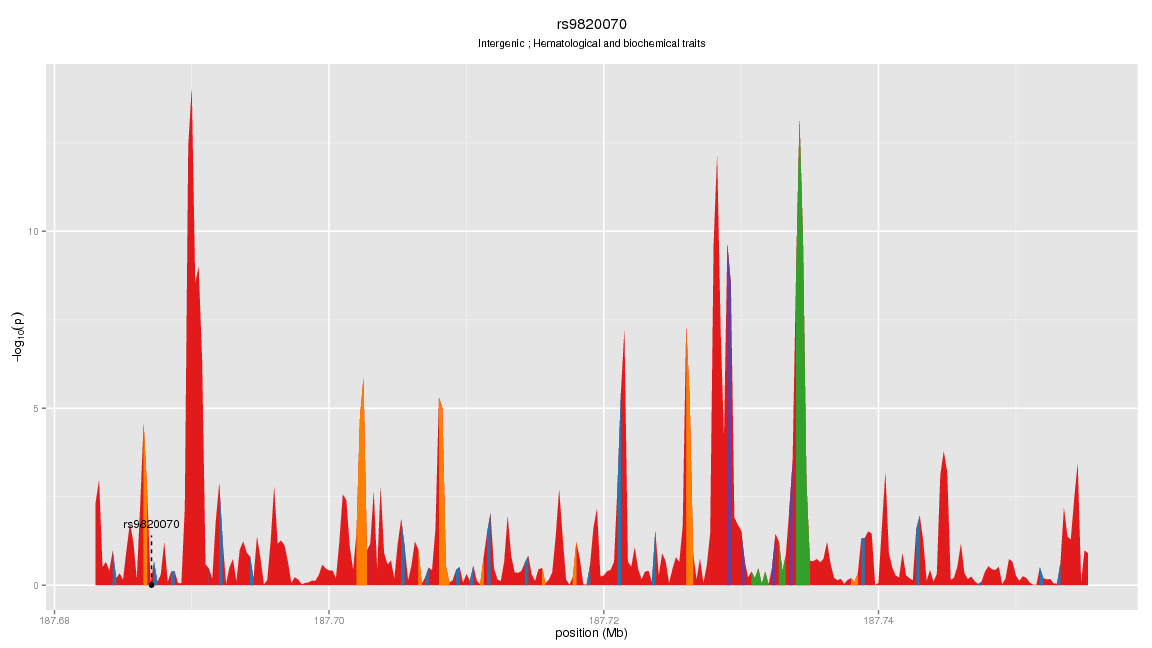 rs9820070
Intergenic ; Hematological and biochemical traits
−log₁₀(p)
10
5
0
rs9820070
187.68
187.70
187.72
187.74
position (Mb)